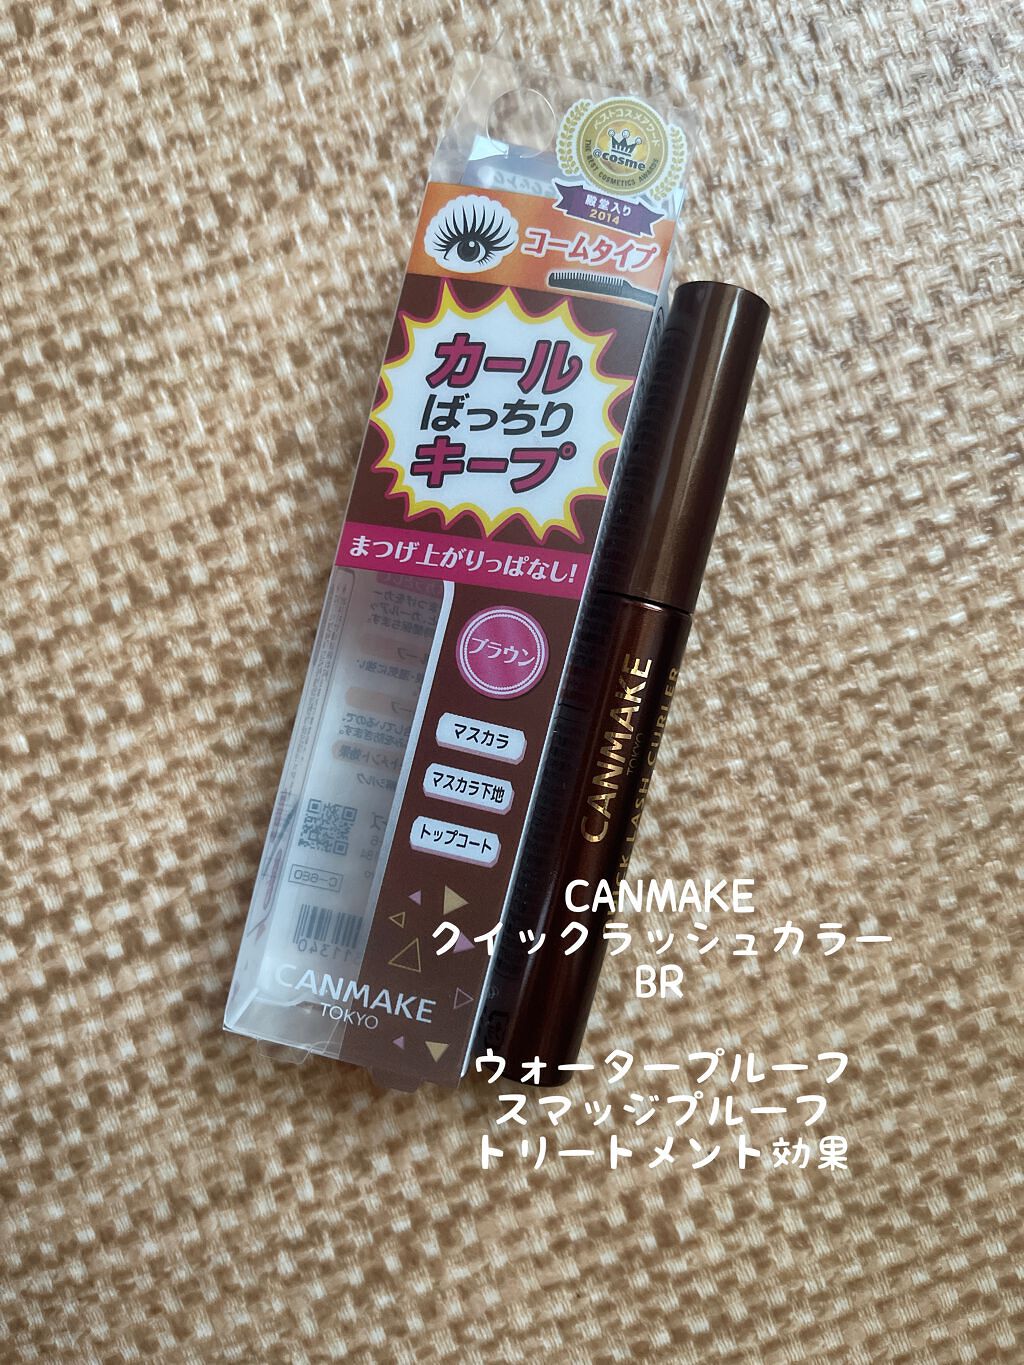 ベストコスメアワード
@cosme
THE BEST COSMETICS AWARDS
殿堂入り
2014
コームタイプ
カール
ばっちり
キープ
まつげ上がりっぱなし!
ブラウン
マスカラ
マスカラ下地
トップコート
CANMAKE
TOKYO
CANMAKE
TOKYO
LASH CURLER
CANMAKE
クイックラッシュカラー
BR
ウォータープルーフ
スマッジプルーフ
トリートメント効果